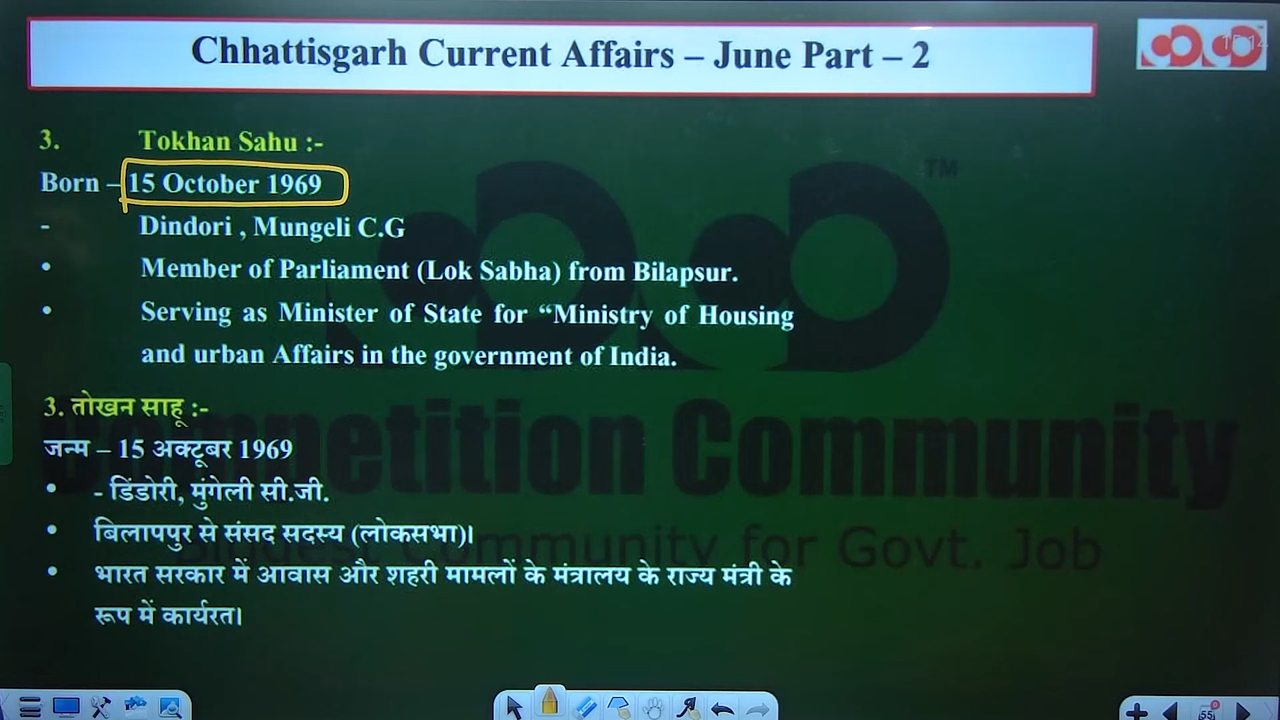 Chhattisgarh Current Affairs – June Part – 2
3. Tokhan Sahu :-
Born – 15 October 1969
- Dindori , Mungeli C.G
• Member of Parliament (Lok Sabha) from Bilapsur.
• Serving as Minister of State for “Ministry of Housing
and urban Affairs in the government of India.
3. तोखन साहू :-
जन्म – 15 अक्टूबर 1969
• - डिंडोरी, मुंगेली सी.जी.
• बिलापपुर से संसद सदस्य (लोकसभा)।
• भारत सरकार में आवास और शहरी मामलों के मंत्रालय के राज्य मंत्री के
रूप में कार्यरत।
TM
Competition Community
Community for Govt. Job
55